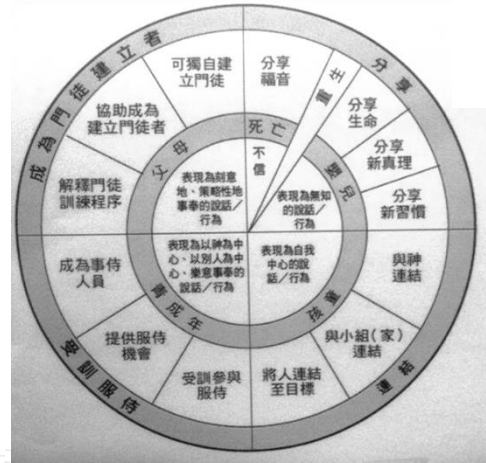 分享
連結
受訓服侍
成為門徒建立者
分享
福音
重生
分享
生命
分享
新真理
分享
新習慣
與神
連結
與小組(家)
連結
將人連結
至目標
受訓參與
服侍
提供服侍
機會
成為事侍
人員
解釋門徒
訓練程序
協助成為
建立門徒者
可獨自建
立門徒
死亡
嬰兒
孩童
青成年
父母
不信
表現為無知
的說話/
行為
表現為自我
中心的說
話/行為
表現為以神為中
心、以別人為中
心、樂意事奉的
說話/行為
表現為刻意
地、策略性地
事奉的說話/
行為